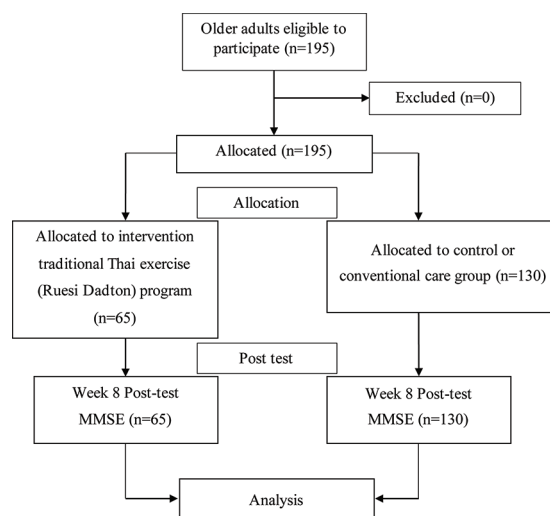 Older adults eligible to
participate (n=195)
Excluded (n=0)
Allocated (n=195)
Allocation
Allocated to intervention
traditional Thai exercise
(Ruesi Dadton) program
(n=65)
Allocated to control or
conventional care group (n=130)
Post test
Week 8 Post-test
MMSE (n=65)
Week 8 Post-test
MMSE (n=130)
Analysis